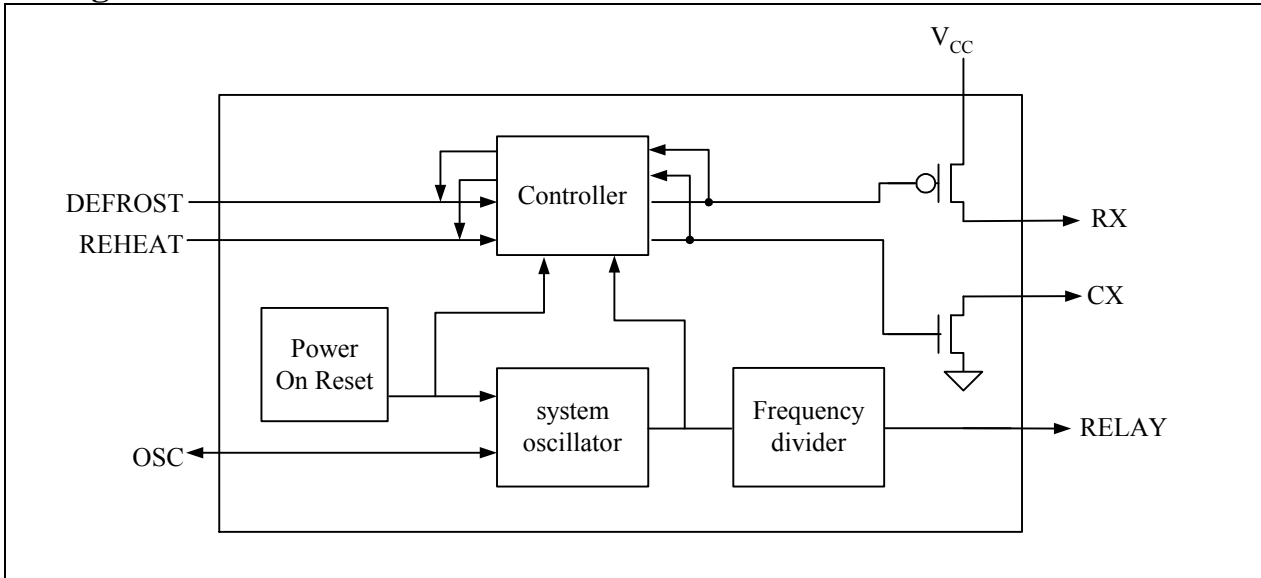 V_CC
DEFROST
REHEAT
Controller
RX
CX
Power
On Reset
system
oscillator
Frequency
divider
OSC
RELAY